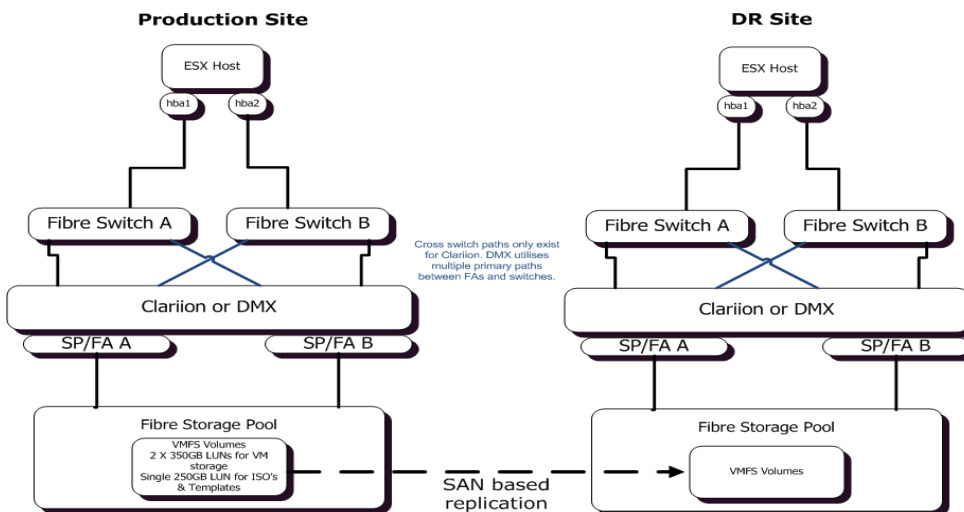 Production Site
DR Site
ESX Host
ESX Host
hba1
hba2
hba1
hba2
Fibre Switch A
Fibre Switch B
Fibre Switch A
Fibre Switch B
Cross switch paths only exist
for Clariion. DMX utilises
multiple primary paths
between FAs and switches.
Clariion or DMX
Clariion or DMX
SP/FA A
SP/FA B
SP/FA A
SP/FA B
Fibre Storage Pool
VMFS Volumes
2 X 350GB LUNs for VM
storage
Single 250GB LUN for ISO's
& Templates
Fibre Storage Pool
VMFS Volumes
SAN based
replication